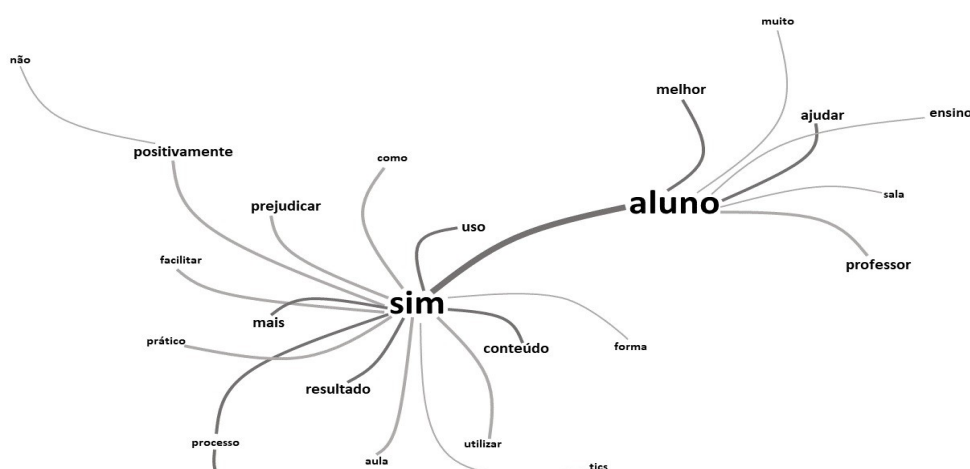 muito
não
melhor
ajudar
ensino
positivamente
como
sala
prejudicar
aluno
uso
facilitar
professor
sim
mais
prático
conteúdo
forma
resultado
processo
utilizar
aula
tics